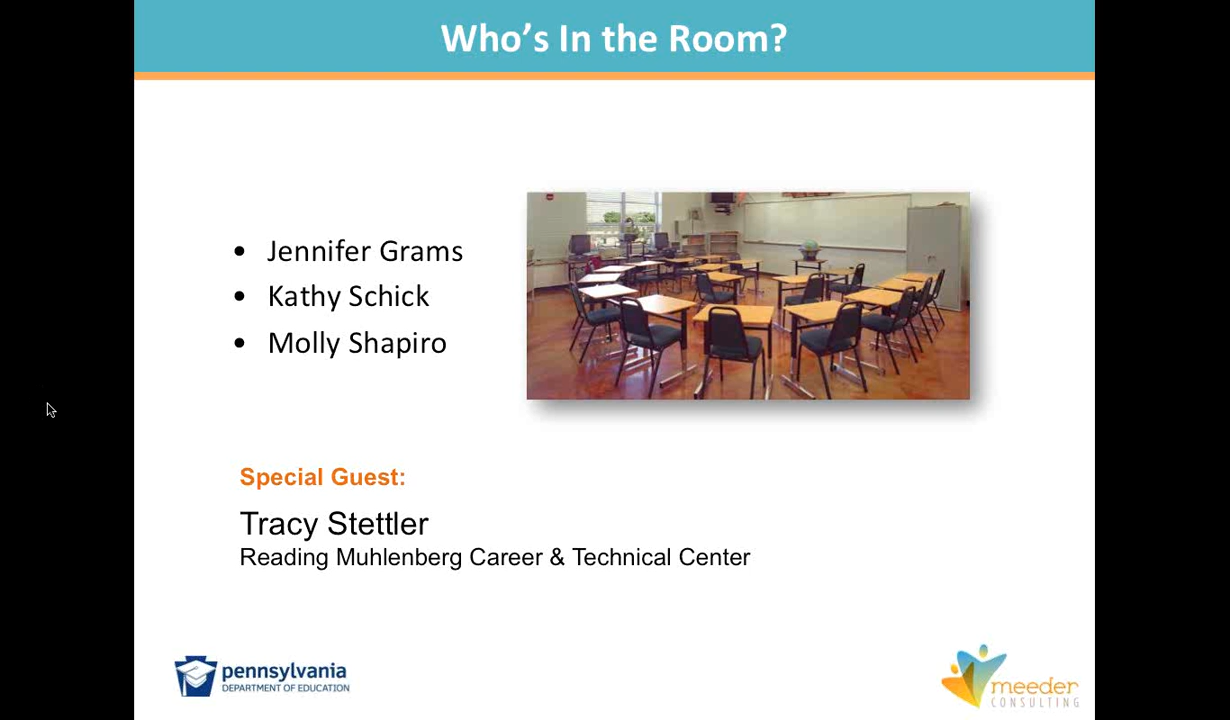 Who's In the Room?
• Jennifer Grams
• Kathy Schick
• Molly Shapiro
Special Guest:
Tracy Stettler
Reading Muhlenberg Career & Technical Center
pennsylvania
DEPARTMENT OF EDUCATION
meeder
CONSULTING